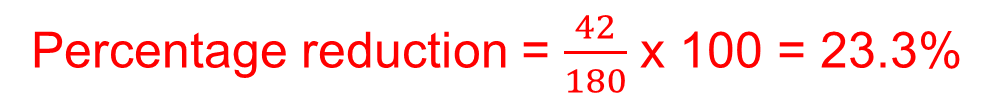 Percentage reduction = 42/180 x 100 = 23.3%